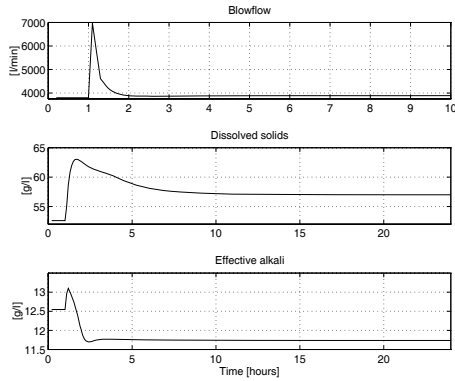 Blowflow
7000
6000
5000
4000
[l/min]
0 1 2 3 4 5 6 7 8 9 10
Dissolved solids
65
60
55
[g/l]
0 5 10 15 20
Effective alkali
13
12.5
12
11.5
[g/l]
0 5 10 15 20
Time [hours]